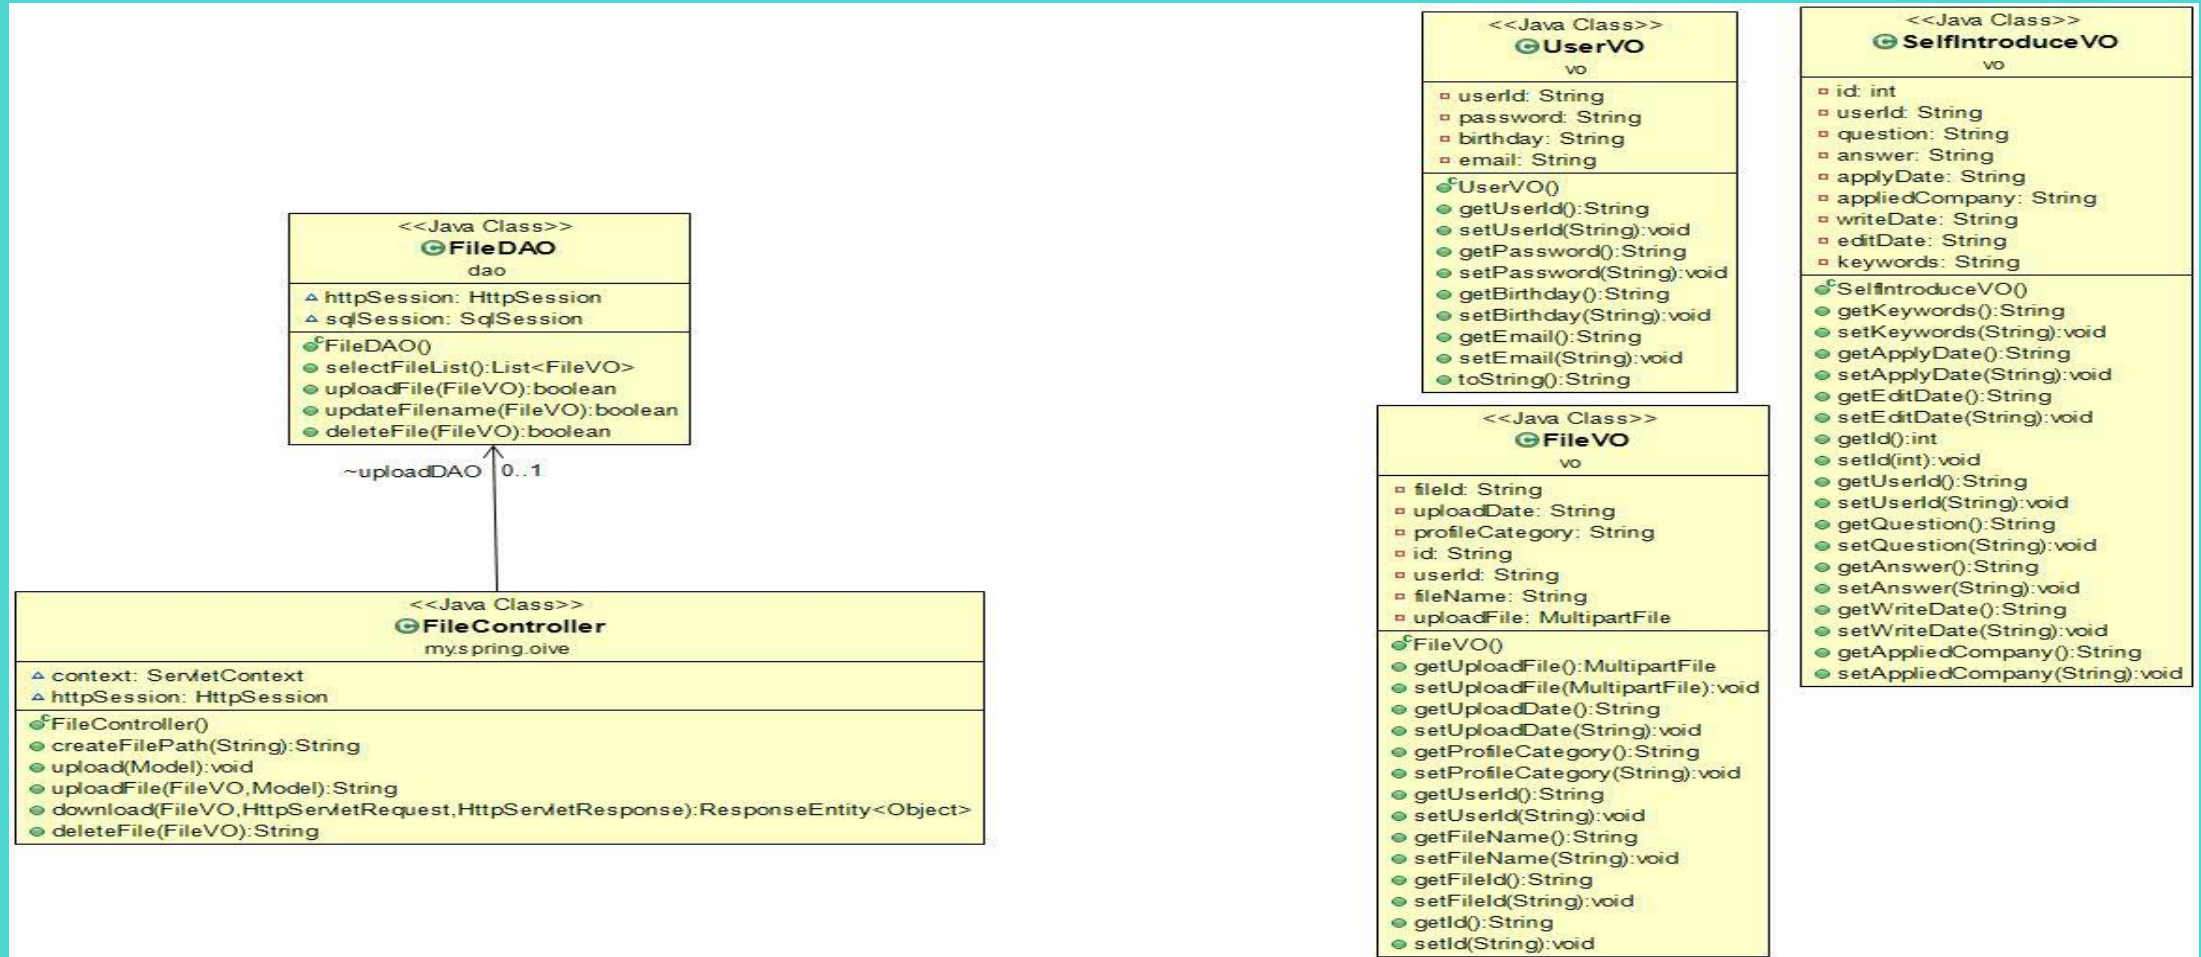 <<Java Class>>
FileDAO
dao
httpSession: HttpSession
sqlSession: SqlSession
FileDAO()
selectFileList():List<FileVO>
uploadFile(FileVO):boolean
updateFilename(FileVO):boolean
deleteFile(FileVO):boolean
~uploadDAO 0..1
<<Java Class>>
FileController
my.spring.oive
context: ServletContext
httpSession: HttpSession
FileController()
createFilePath(String):String
upload(Model):void
uploadFile(FileVO,Model):String
download(FileVO,HttpServletRequest,HttpServletResponse):ResponseEntity<Object>
deleteFile(FileVO):String
<<Java Class>>
UserVO
vo
userId: String
password: String
birthday: String
email: String
UserVO()
getUserId():String
setUserId(String):void
getPassword():String
setPassword(String):void
getBirthday():String
setBirthday(String):void
getEmail():String
setEmail(String):void
toString():String
<<Java Class>>
FileVO
vo
fileId: String
uploadDate: String
profileCategory: String
id: String
userId: String
fileName: String
uploadFile: MultipartFile
FileVO()
getUploadFile():MultipartFile
setUploadFile(MultipartFile):void
getUploadDate():String
setUploadDate(String):void
getProfileCategory():String
setProfileCategory(String):void
getUserId():String
setUserId(String):void
getFileName():String
setFileName(String):void
getFileId():String
setFileId(String):void
getId():String
setId(String):void
<<Java Class>>
SelfIntroduceVO
vo
id: int
userId: String
question: String
answer: String
applyDate: String
appliedCompany: String
writeDate: String
editDate: String
keywords: String
SelfIntroduceVO()
getKeywords():String
setKeywords(String):void
getApplyDate():String
setApplyDate(String):void
getEditDate():String
setEditDate(String):void
getId():int
setId(int):void
getUserId():String
setUserId(String):void
getQuestion():String
setQuestion(String):void
getAnswer():String
setAnswer(String):void
getWriteDate():String
setWriteDate(String):void
getAppliedCompany():String
setAppliedCompany(String):void